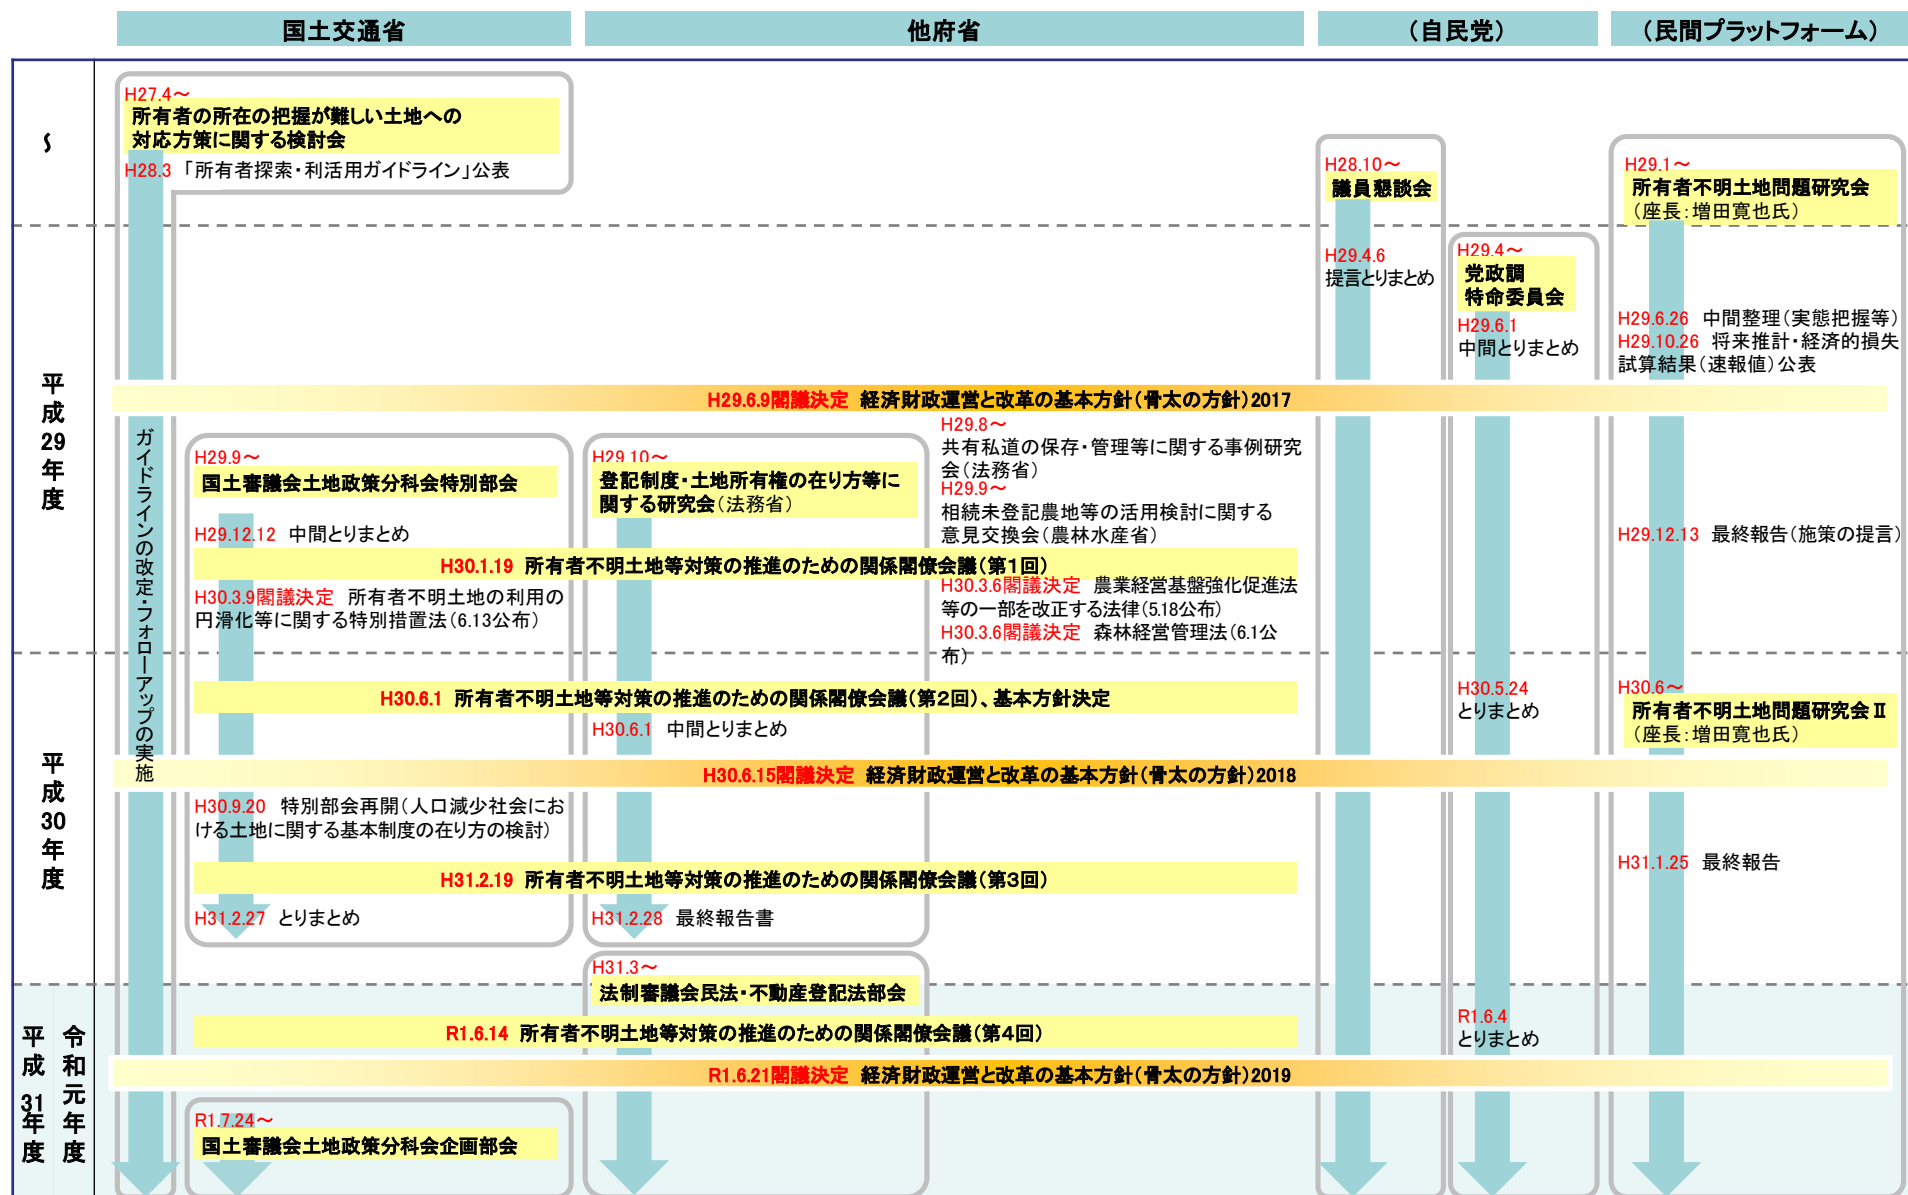 国土交通省
他府省
（自民党）
（民間プラットフォーム）
～
H27.4～
所有者の所在の把握が難しい土地への
対応方策に関する検討会
H28.3 「所有者探索・利活用ガイドライン」公表
H28.10～
議員懇談会
H29.1～
所有者不明土地問題研究会
（座長：増田寛也氏）
平成29年度
H29.4.6
提言とりまとめ
H29.4～
党政調
特命委員会
H29.6.1
中間とりまとめ
H29.6.26 中間整理（実態把握等）
H29.10.26 将来推計・経済的損失
試算結果（速報値）公表
H29.6.9閣議決定 経済財政運営と改革の基本方針（骨太の方針）2017
ガイドラインの改定・フォローアップの実施
H29.9～
国土審議会土地政策分科会特別部会
H29.12.12 中間とりまとめ
H29.10～
登記制度・土地所有権の在り方等に
関する研究会（法務省）
H29.8～
共有私道の保存・管理等に関する事例研究
会（法務省）
H29.9～
相続未登記農地等の活用検討に関する
意見交換会（農林水産省）
H29.12.13 最終報告（施策の提言）
H30.1.19 所有者不明土地等対策の推進のための関係閣僚会議（第1回）
H30.3.9閣議決定 所有者不明土地の利用の
円滑化等に関する特別措置法（6.13公布）
H30.3.6閣議決定 農業経営基盤強化促進法
等の一部を改正する法律（5.18公布）
H30.3.6閣議決定 森林経営管理法（6.1公
布）
平成30年度
H30.6.1 所有者不明土地等対策の推進のための関係閣僚会議（第2回）、基本方針決定
H30.6.1 中間とりまとめ
H30.5.24
とりまとめ
H30.6～
所有者不明土地問題研究会Ⅱ
（座長：増田寛也氏）
H30.6.15閣議決定 経済財政運営と改革の基本方針（骨太の方針）2018
H30.9.20 特別部会再開（人口減少社会にお
ける土地に関する基本制度の在り方の検討）
H31.1.25 最終報告
H31.2.19 所有者不明土地等対策の推進のための関係閣僚会議（第3回）
H31.2.27 とりまとめ
H31.2.28 最終報告書
H31.3～
法制審議会民法・不動産登記法部会
平成31年度
令和元年度
R1.6.14 所有者不明土地等対策の推進のための関係閣僚会議（第4回）
R1.6.4
とりまとめ
R1.6.21閣議決定 経済財政運営と改革の基本方針（骨太の方針）2019
R1.7.24～
国土審議会土地政策分科会企画部会